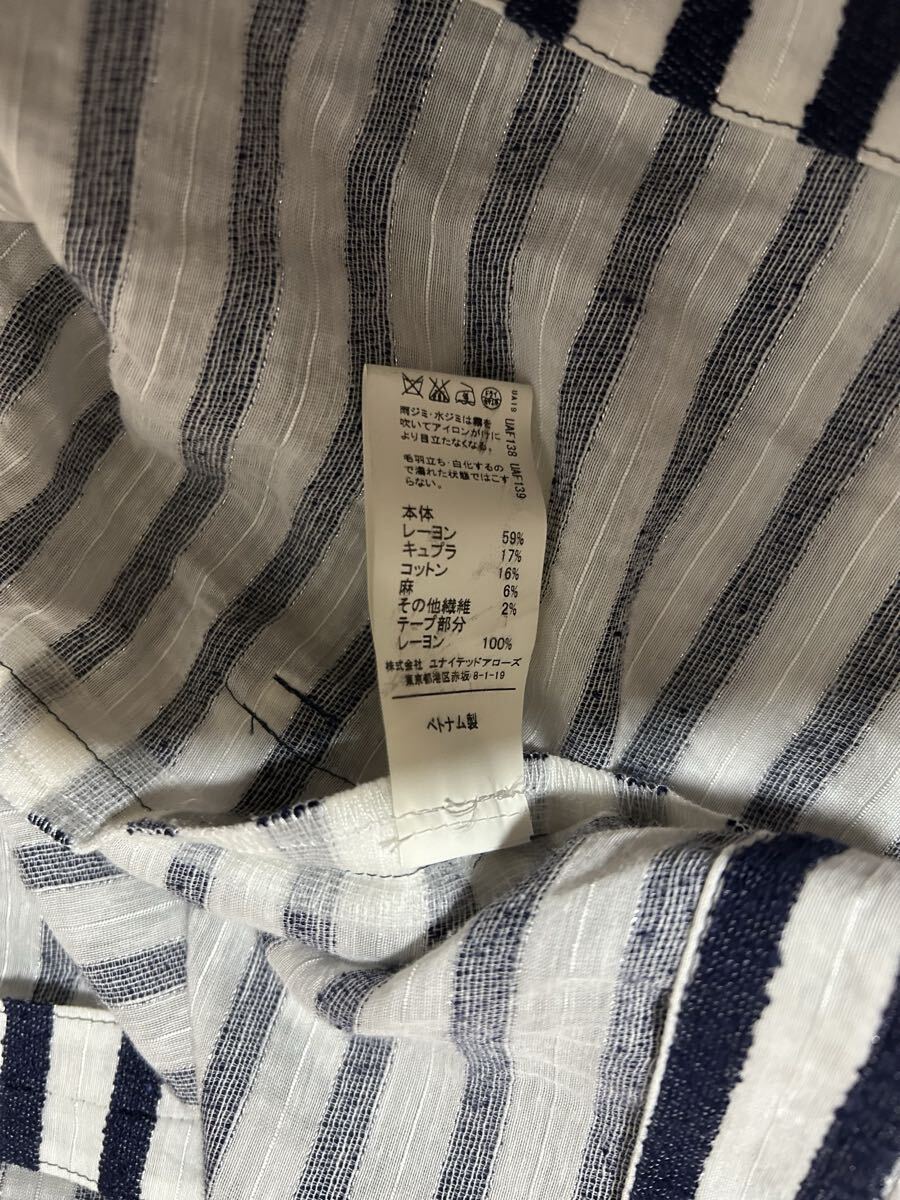 UA19 UAF138 UAF139
雨ジミ・水ジミは霧を
吹いてアイロンがけに
より目立たなくなる。
毛羽立ち・白化するの
で濡れた状態ではこす
らない。
本体
レーヨン 59%
キュプラ 17%
コットン 16%
麻 6%
その他繊維 2%
テープ部分
レーヨン 100%
株式会社 ユナイテッドアローズ
東京都港区赤坂 8-1-19
ベトナム製